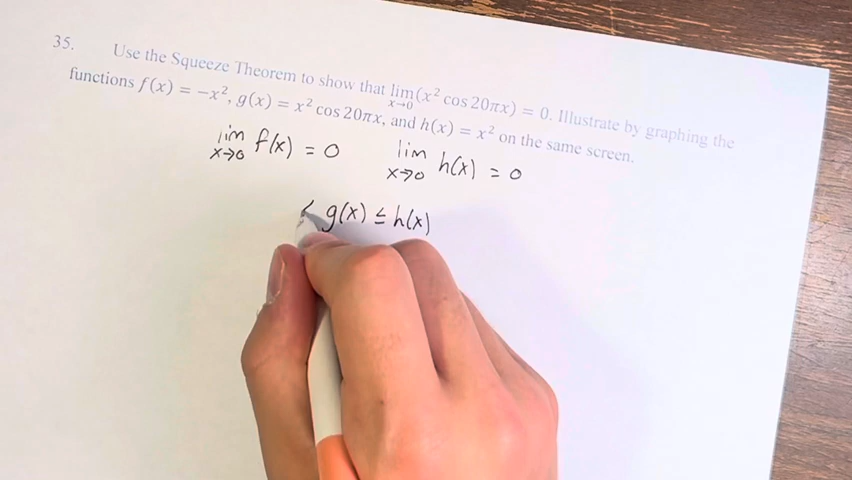 35. Use the Squeeze Theorem to show that lim x→0 (x² cos 20πx) = 0. Illustrate by graphing the
functions f(x) = −x², g(x) = x² cos 20πx, and h(x) = x² on the same screen.
lim x→0 f(x) = 0 lim x→0 h(x) = 0
< g(x) ≤ h(x)